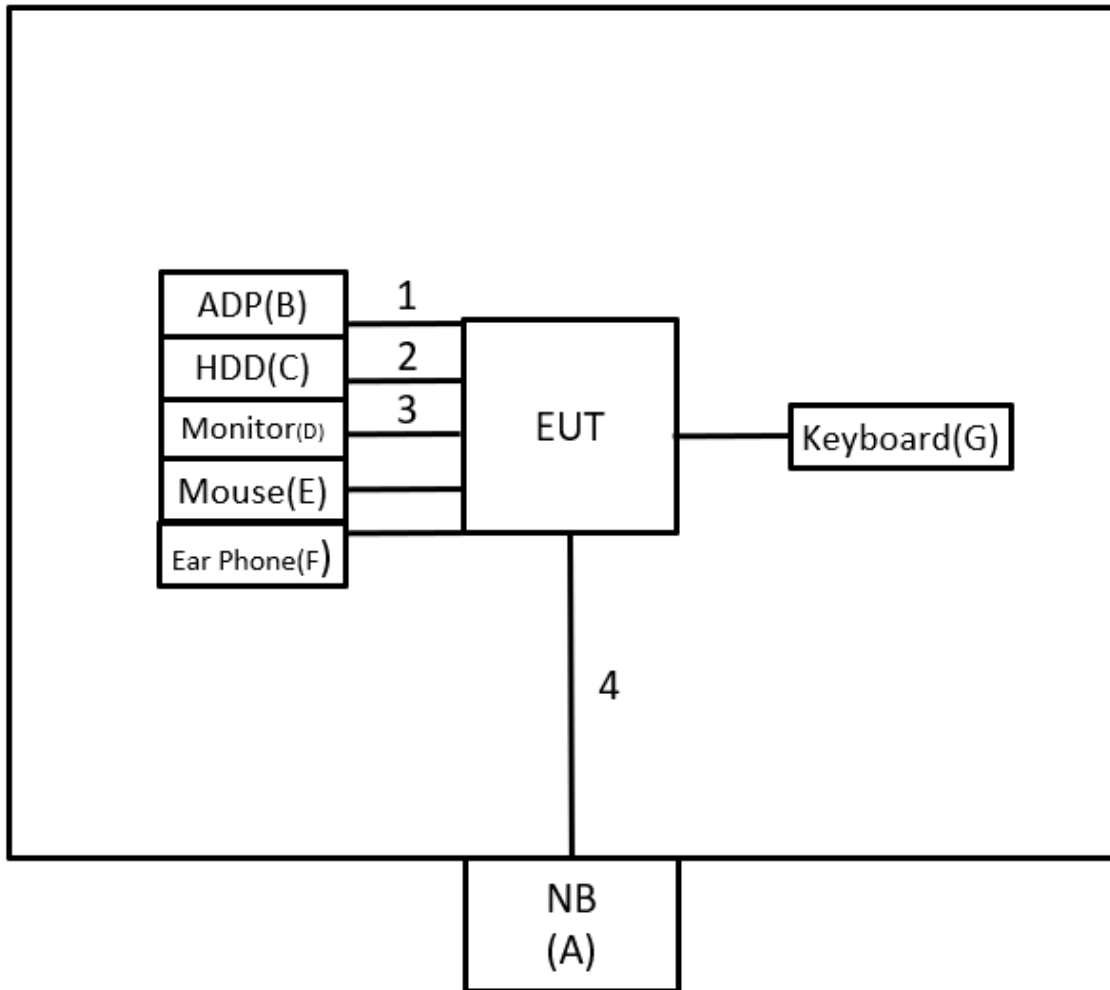 ADP(B)
1
HDD(C)
2
Monitor(D)
3
EUT
Mouse(E)
Keyboard(G)
Ear Phone(F)
4
NB
(A)